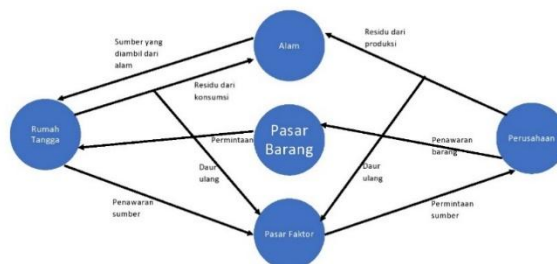 Sumber yang
diambil dari
alam
Alam
Residu dari
produksi
Residu dari
konsumsi
Rumah
Tangga
Permintaan
Pasar
Barang
Penawaran
barang
Perusahaan
Daur
ulang
Daur
ulang
Penawaran
sumber
Pasar Faktor
Permintaan
sumber